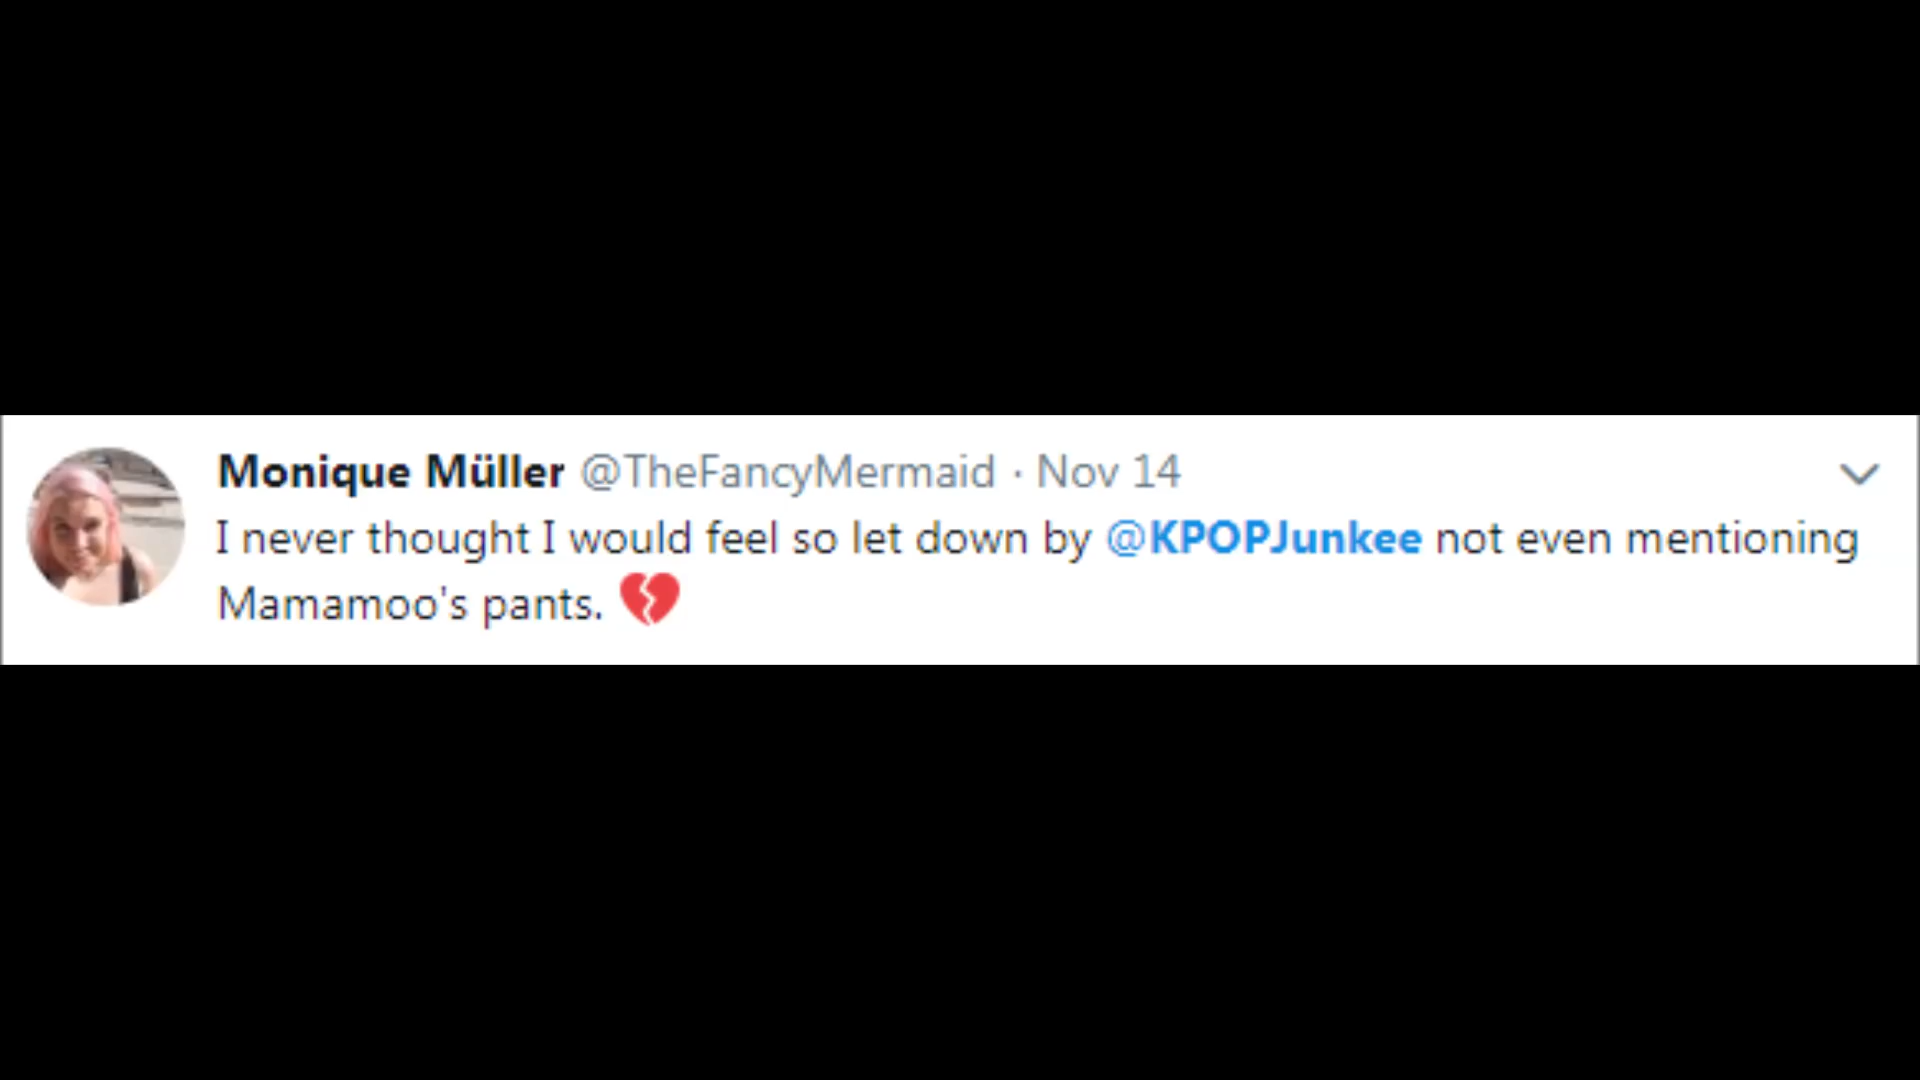 Monique Müller @TheFancyMermaid · Nov 14
I never thought I would feel so let down by @KPOPJunkee not even mentioning
Mamamoo's pants. 💔